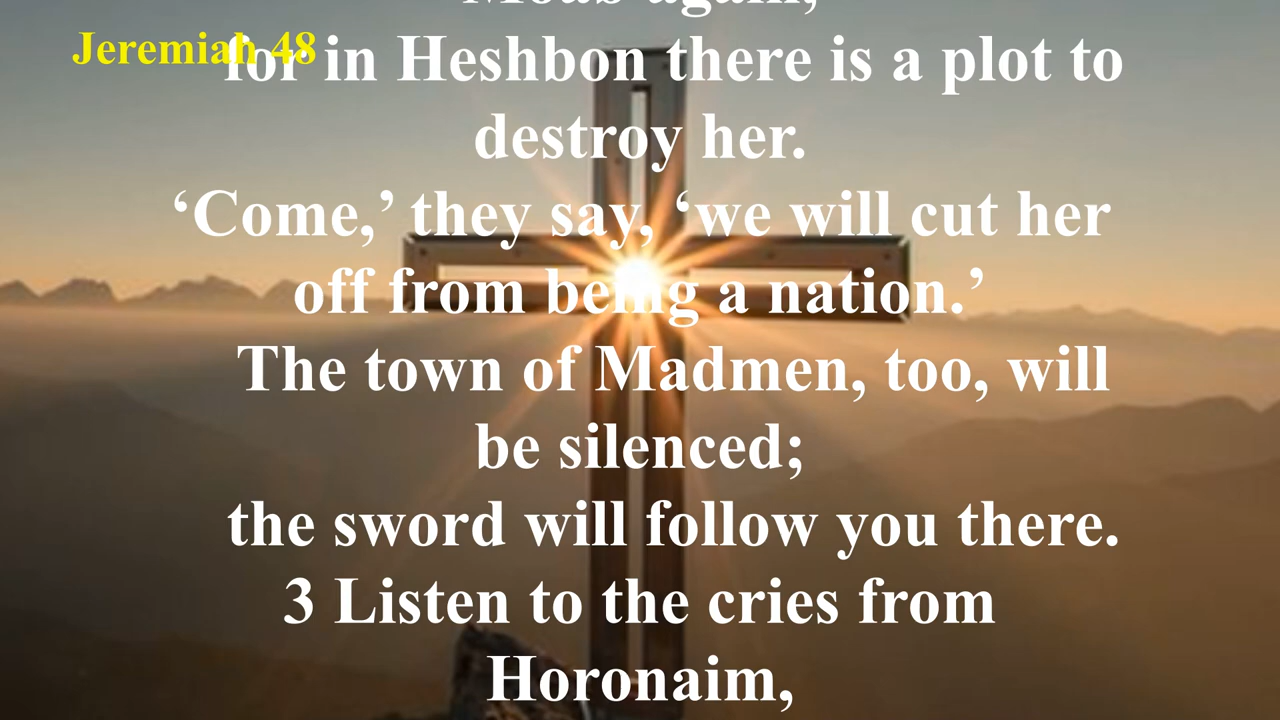 Moab again,
Jeremiah 48
for in Heshbon there is a plot to
destroy her.
‘Come,’ they say, ‘we will cut her
off from being a nation.’
The town of Madmen, too, will
be silenced;
the sword will follow you there.
3 Listen to the cries from
Horonaim,